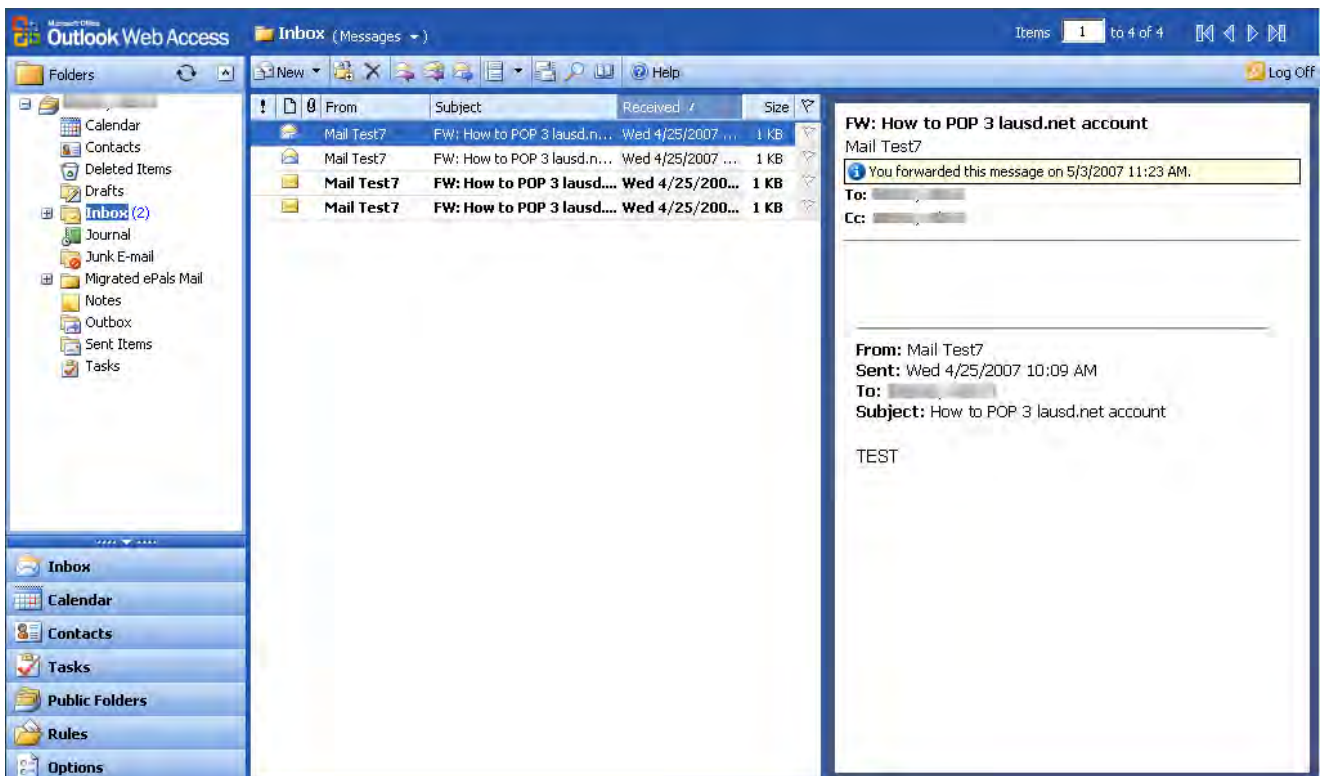 Microsoft Office
Outlook Web Access
Inbox (Messages)
Items 1 to 4 of 4
Folders
New
Help
Log Off
Calendar
Contacts
Deleted Items
Drafts
Inbox (2)
Journal
Junk E-mail
Migrated ePals Mail
Notes
Outbox
Sent Items
Tasks
! From Subject Received Size
Mail Test7 FW: How to POP 3 lausd.n... Wed 4/25/2007 ... 1 KB
Mail Test7 FW: How to POP 3 lausd.n... Wed 4/25/2007 ... 1 KB
Mail Test7 FW: How to POP 3 lausd.... Wed 4/25/200... 1 KB
Mail Test7 FW: How to POP 3 lausd.... Wed 4/25/200... 1 KB
FW: How to POP 3 lausd.net account
Mail Test7
You forwarded this message on 5/3/2007 11:23 AM.
To:
Cc:
From: Mail Test7
Sent: Wed 4/25/2007 10:09 AM
To:
Subject: How to POP 3 lausd.net account
TEST
Inbox
Calendar
Contacts
Tasks
Public Folders
Rules
Options